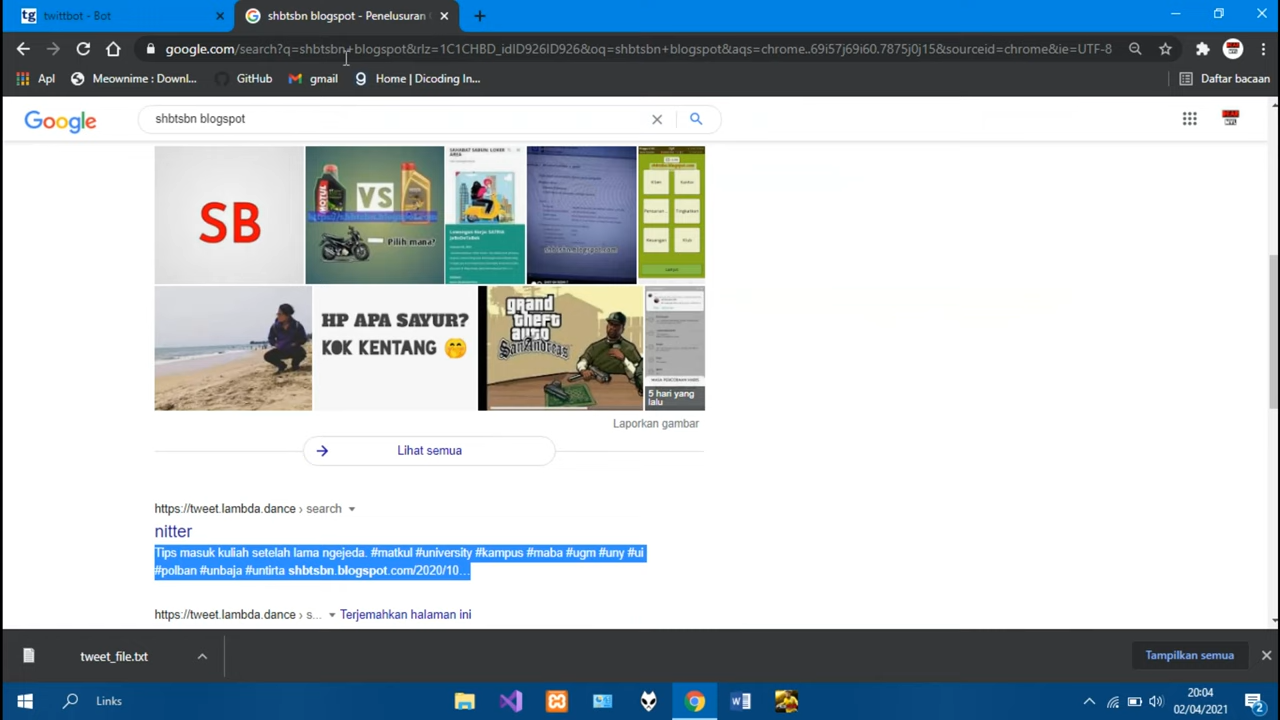 twittbot - Bot
shbtsbn blogspot - Penelusuran
google.com/search?q=shbtsbn+blogspot&rlz=1C1CHBD_idID926ID926&oq=shbtsbn+blogspot&aqs=chrome..69i57j69i60.7875j0j15&sourceid=chrome&ie=UTF-8
Apl
Meownime : Downl...
GitHub
gmail
Home | Dicoding In...
Daftar bacaan
Google
shbtsbn blogspot
SB
VS
Pilih mana?
HP APA SAYUR?
KOK KENTANG 🤭
grand
theft
auto
San Andreas
5 hari yang
lalu
Laporkan gambar
Lihat semua
https://tweet.lambda.dance › search
nitter
Tips masuk kuliah setelah lama ngejeda. #matkul #university #kampus #maba #ugm #uny #ui
#polban #unbaja #untirta shbtsbn.blogspot.com/2020/10...
https://tweet.lambda.dance › s...
Terjemahkan halaman ini
tweet_file.txt
Tampilkan semua
Links
20:04
02/04/2021
2